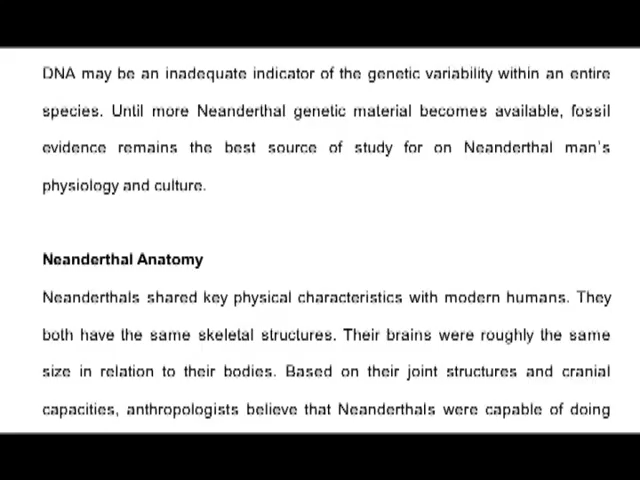 DNA may be an inadequate indicator of the genetic variability within an entire
species. Until more Neanderthal genetic material becomes available, fossil
evidence remains the best source of study for on Neanderthal man's
physiology and culture.
Neanderthal Anatomy
Neanderthals shared key physical characteristics with modern humans. They
both have the same skeletal structures. Their brains were roughly the same
size in relation to their bodies. Based on their joint structures and cranial
capacities, anthropologists believe that Neanderthals were capable of doing